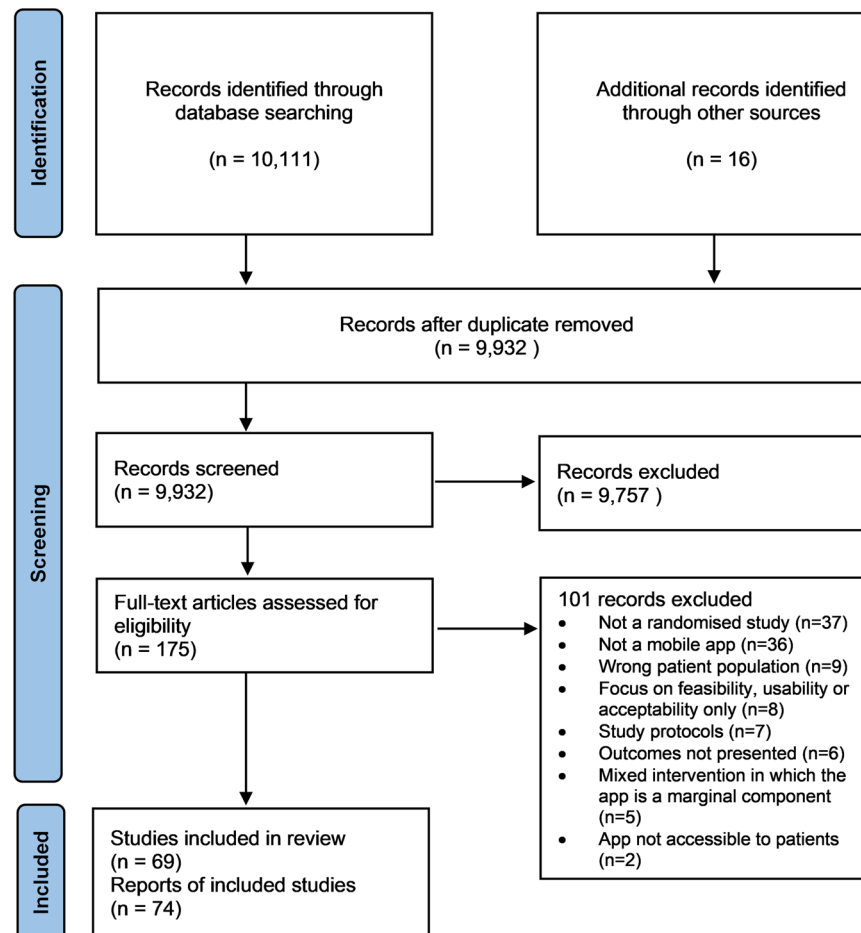 Identification
Records identified through
database searching
(n = 10,111)
Additional records identified
through other sources
(n = 16)
Screening
Records after duplicate removed
(n = 9,932 )
Records screened
(n = 9,932)
Records excluded
(n = 9,757 )
Full-text articles assessed for
eligibility
(n = 175)
101 records excluded
• Not a randomised study (n=37)
• Not a mobile app (n=36)
• Wrong patient population (n=9)
• Focus on feasibility, usability or
acceptability only (n=8)
• Study protocols (n=7)
• Outcomes not presented (n=6)
• Mixed intervention in which the
app is a marginal component
(n=5)
• App not accessible to patients
(n=2)
Included
Studies included in review
(n = 69)
Reports of included studies
(n = 74)